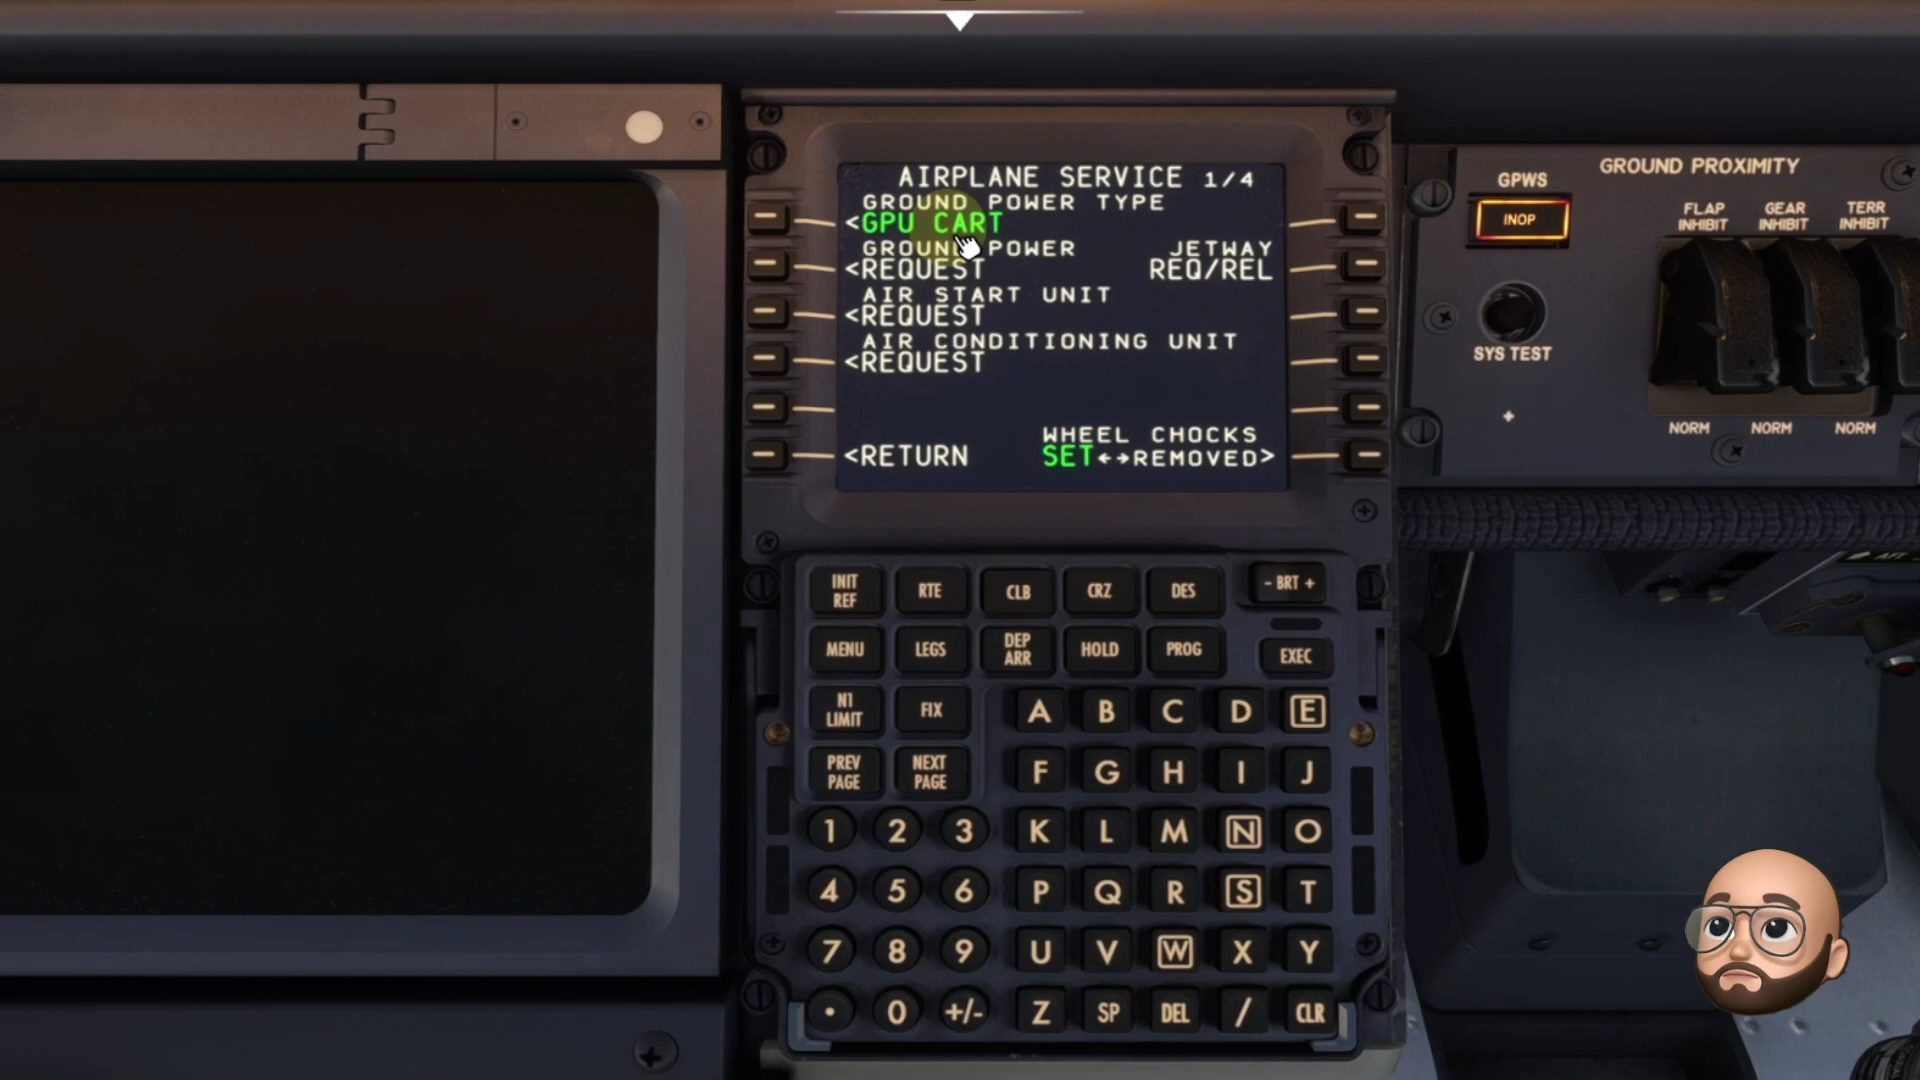 AIRPLANE SERVICE 1/4
GROUND POWER TYPE
<GPU CART
GROUND POWER JETWAY
<REQUEST REQ/REL
AIR START UNIT
<REQUEST
AIR CONDITIONING UNIT
<REQUEST
WHEEL CHOCKS
<RETURN SET↔REMOVED>
INIT REF
RTE
CLB
CRZ
DES
- BRT +
MENU
LEGS
DEP ARR
HOLD
PROG
EXEC
N1 LIMIT
FIX
A B C D E
PREV PAGE
NEXT PAGE
F G H I J
1 2 3 K L M N O
4 5 6 P Q R S T
7 8 9 U V W X Y
. 0 +/- Z SP DEL / CLR
GROUND PROXIMITY
GPWS
INOP
FLAP INHIBIT
GEAR INHIBIT
TERR INHIBIT
SYS TEST
NORM NORM NORM